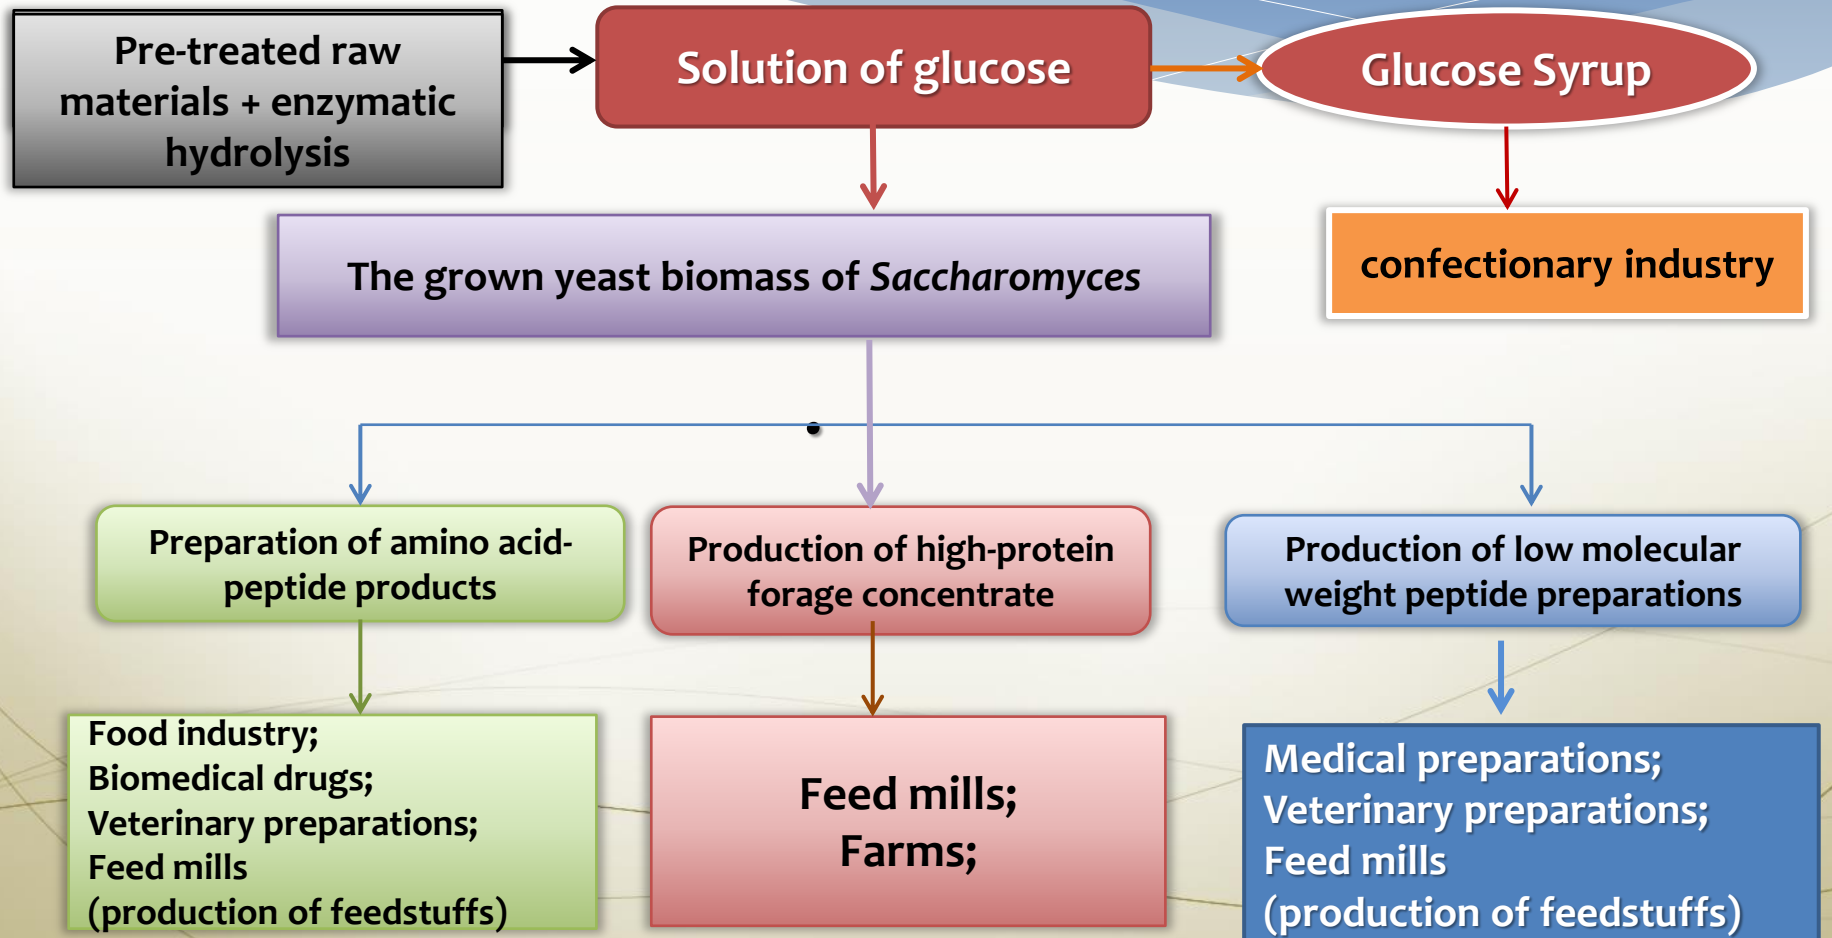 Pre-treated raw
materials + enzymatic
hydrolysis
Solution of glucose
Glucose Syrup
The grown yeast biomass of Saccharomyces
confectionary industry
Preparation of amino acid-
peptide products
Production of high-protein
forage concentrate
Production of low molecular
weight peptide preparations
Food industry;
Biomedical drugs;
Veterinary preparations;
Feed mills
(production of feedstuffs)
Feed mills;
Farms;
Medical preparations;
Veterinary preparations;
Feed mills
(production of feedstuffs)